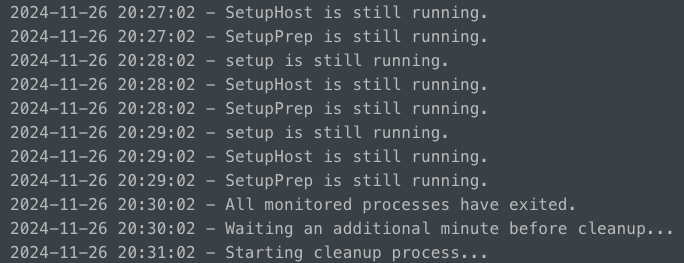 2024-11-26 20:27:02 - SetupHost is still running.
2024-11-26 20:27:02 - SetupPrep is still running.
2024-11-26 20:28:02 - setup is still running.
2024-11-26 20:28:02 - SetupHost is still running.
2024-11-26 20:28:02 - SetupPrep is still running.
2024-11-26 20:29:02 - setup is still running.
2024-11-26 20:29:02 - SetupHost is still running.
2024-11-26 20:29:02 - SetupPrep is still running.
2024-11-26 20:30:02 - All monitored processes have exited.
2024-11-26 20:30:02 - Waiting an additional minute before cleanup...
2024-11-26 20:31:02 - Starting cleanup process...